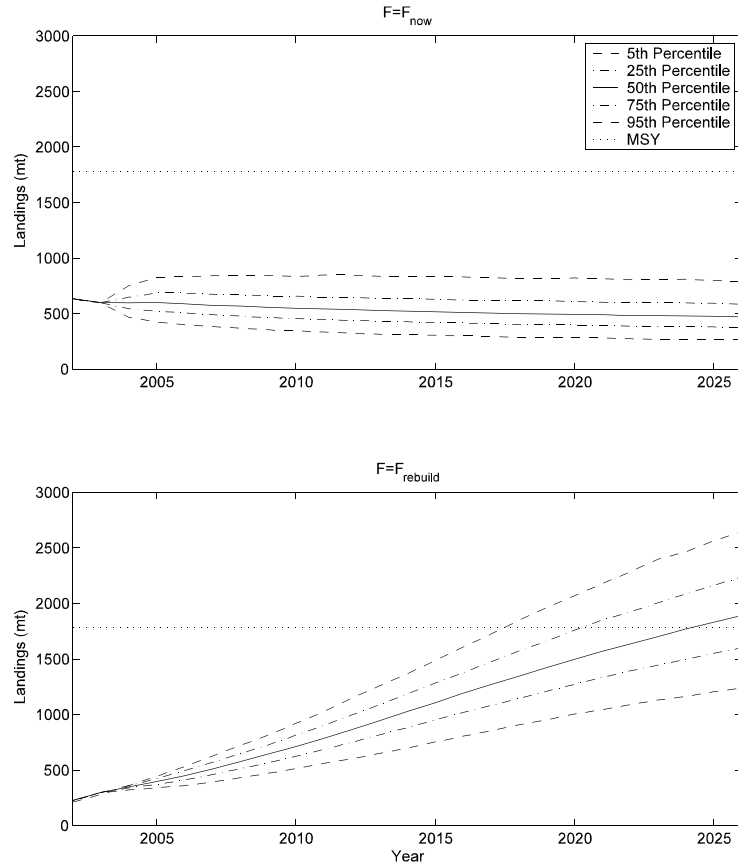 F=Fnow
3000
5th Percentile
25th Percentile
50th Percentile
75th Percentile
95th Percentile
MSY
2500
2000
1500
1000
500
0
Landings (mt)
2005 2010 2015 2020 2025
F=Frebuild
3000
2500
2000
1500
1000
500
0
Landings (mt)
2005 2010 2015 2020 2025
Year